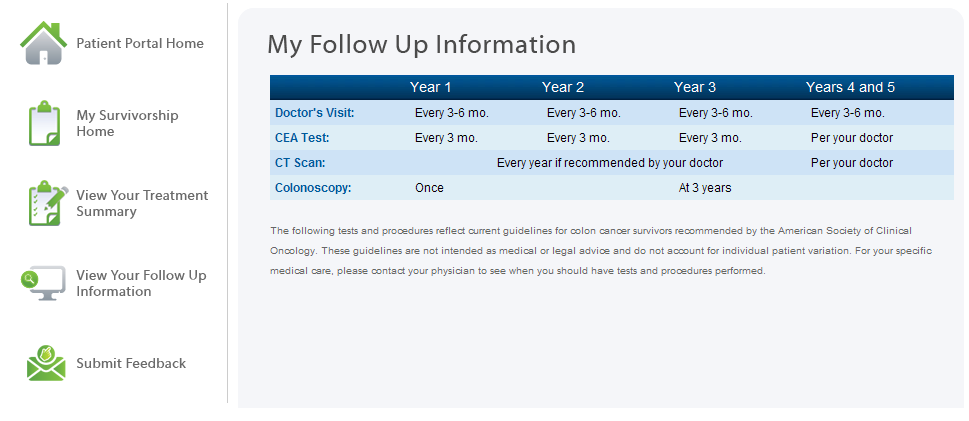 Patient Portal Home
My Survivorship
Home
View Your Treatment
Summary
View Your Follow Up
Information
Submit Feedback
My Follow Up Information
Year 1 Year 2 Year 3 Years 4 and 5
Doctor's Visit: Every 3-6 mo. Every 3-6 mo. Every 3-6 mo. Every 3-6 mo.
CEA Test: Every 3 mo. Every 3 mo. Every 3 mo. Per your doctor
CT Scan: Every year if recommended by your doctor Per your doctor
Colonoscopy: Once At 3 years
The following tests and procedures reflect current guidelines for colon cancer survivors recommended by the American Society of Clinical
Oncology. These guidelines are not intended as medical or legal advice and do not account for individual patient variation. For your specific
medical care, please contact your physician to see when you should have tests and procedures performed.